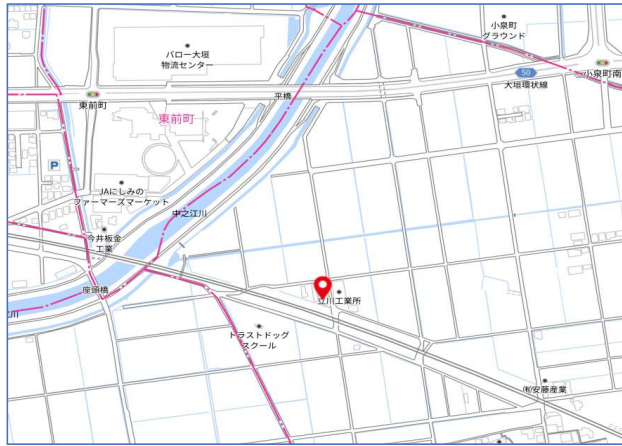 小泉町
グラウンド
バロー大垣
物流センター
50
大垣環状線
小泉町南
東前町
平橋
東前町
P
JAにしみの
ファーマーズマーケット
中之江川
今井板金
工業
座頭橋
川
立川工業所
トラストドッグ
スクール
㈲安藤産業